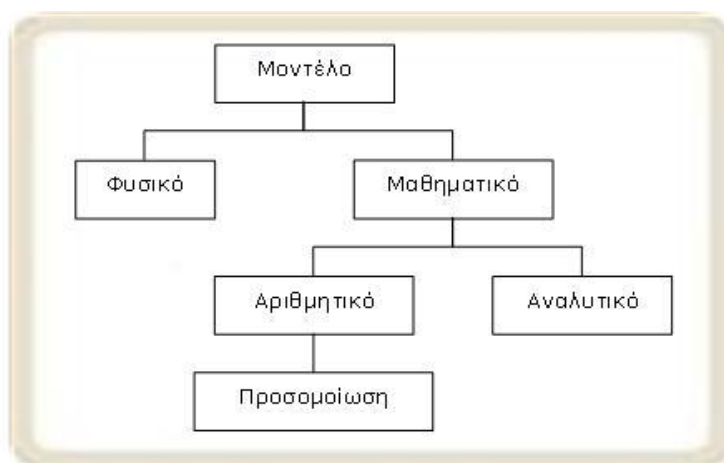 Μοντέλο
Φυσικό
Μαθηματικό
Αριθμητικό
Αναλυτικό
Προσομοίωση